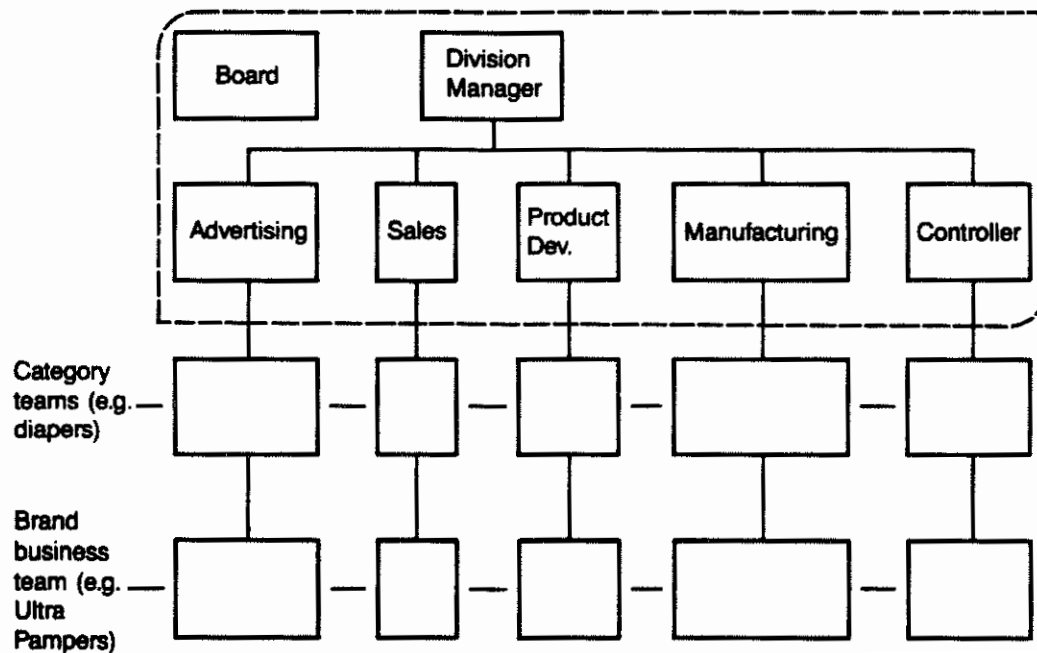 Board
Division
Manager
Advertising
Sales
Product
Dev.
Manufacturing
Controller
Category
teams (e.g.
diapers)
Brand
business
team (e.g.
Ultra
Pampers)